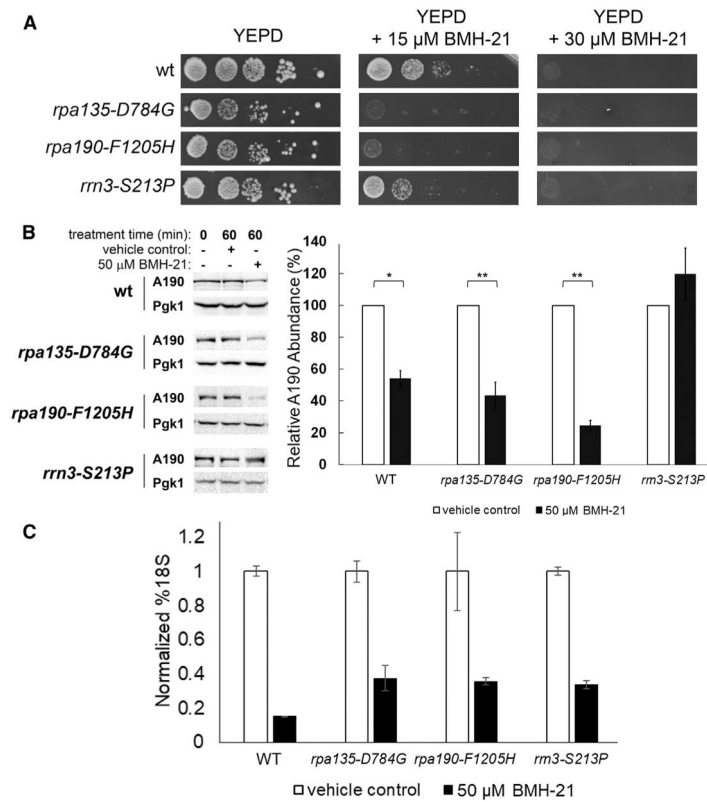 A
YEPD
YEPD
+ 15 µM BMH-21
YEPD
+ 30 µM BMH-21
wt
rpa135-D784G
rpa190-F1205H
rrn3-S213P
B
treatment time (min): 0 60 60
vehicle control: - + -
50 µM BMH-21: - - +
wt
A190
Pgk1
rpa135-D784G
A190
Pgk1
rpa190-F1205H
A190
Pgk1
rrn3-S213P
A190
Pgk1
Relative A190 Abundance (%)
140
120
100
80
60
40
20
0
*
**
**
WT
rpa135-D784G
rpa190-F1205H
rrn3-S213P
vehicle control
50 µM BMH-21
C
Normalized %18S
1.2
1
0.8
0.6
0.4
0.2
0
WT
rpa135-D784G
rpa190-F1205H
rrn3-S213P
vehicle control
50 µM BMH-21